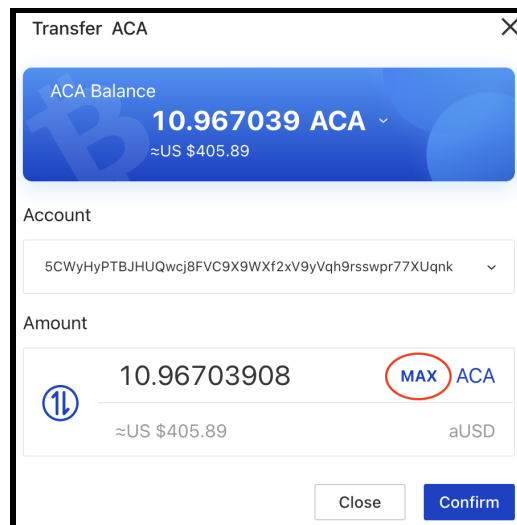 Transfer ACA
ACA Balance
10.967039 ACA
≈US $405.89
Account
5CWyHyPTBJHUQwcj8FVC9X9WXf2xV9yVqh9rsswpr77XUqnk
Amount
10.96703908 MAX ACA
≈US $405.89 aUSD
Close Confirm